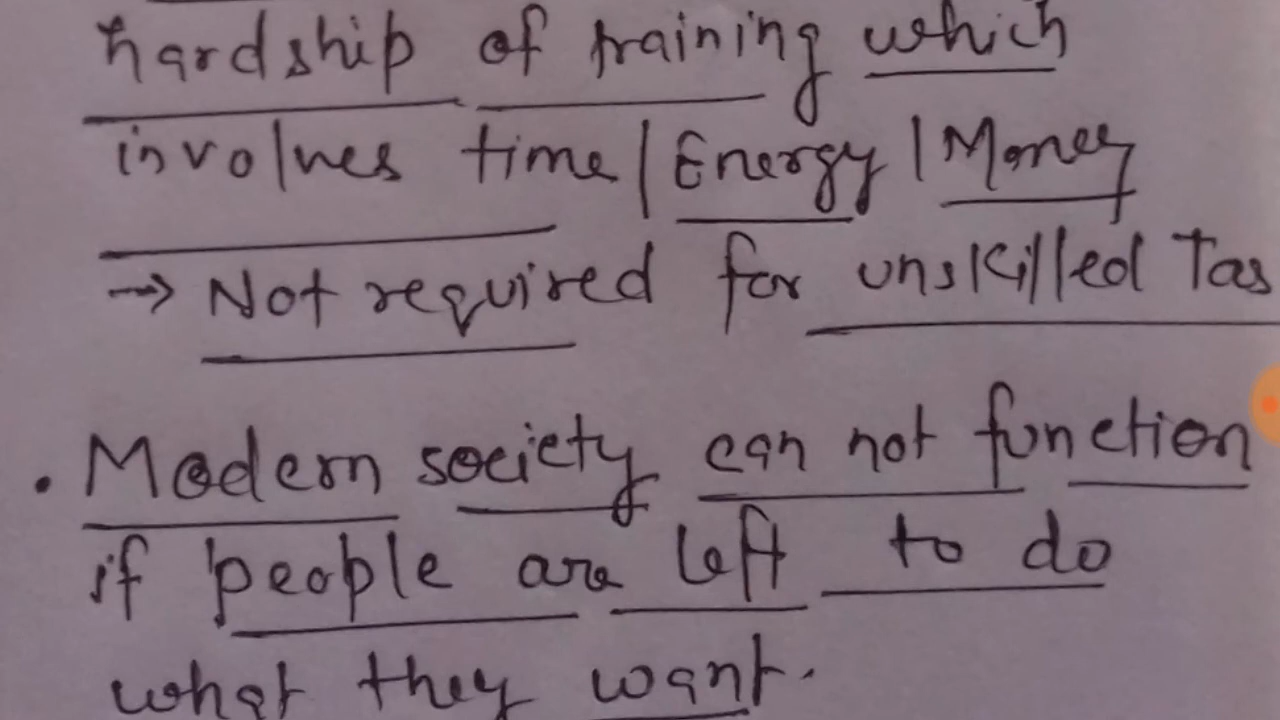 hardship of training which
involves time | Energy | Money
→ Not required for unskilled Tas
. Modern society can not function
if people are left to do
what they want.